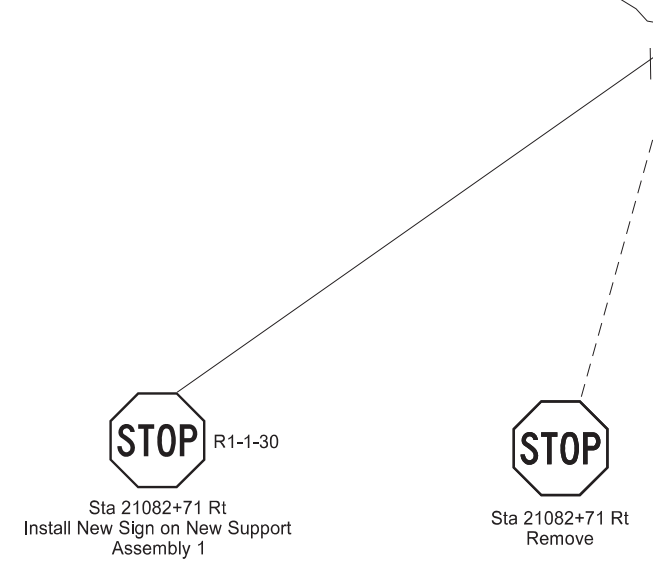 STOP
R1-1-30
Sta 21082+71 Rt
Install New Sign on New Support
Assembly 1
STOP
Sta 21082+71 Rt
Remove